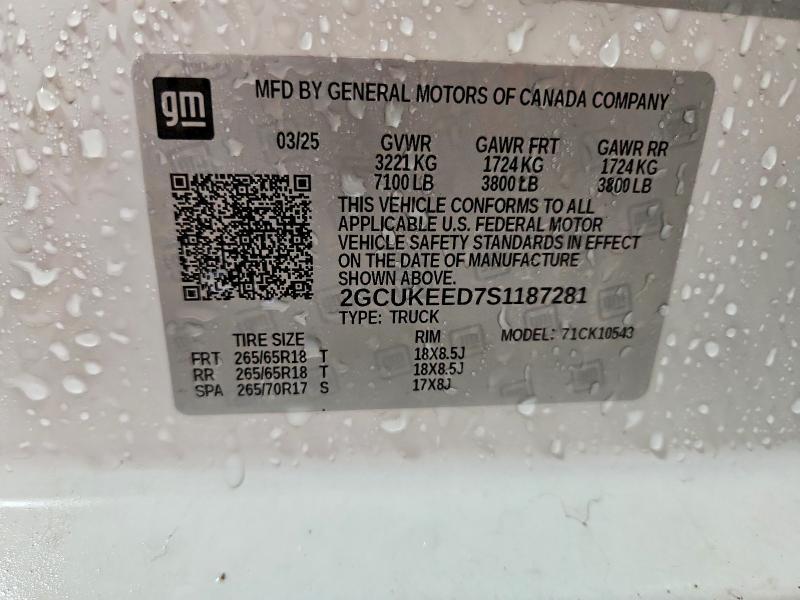 gm
MFD BY GENERAL MOTORS OF CANADA COMPANY
03/25 GVWR GAWR FRT GAWR RR
3221 KG 1724 KG 1724 KG
7100 LB 3800 LB 3800 LB
THIS VEHICLE CONFORMS TO ALL
APPLICABLE U.S. FEDERAL MOTOR
VEHICLE SAFETY STANDARDS IN EFFECT
ON THE DATE OF MANUFACTURE
SHOWN ABOVE.
2GCUKEED7S1187281
TYPE: TRUCK
TIRE SIZE RIM MODEL: 71CK10543
FRT 265/65R18 T 18X8.5J
RR 265/65R18 T 18X8.5J
SPA 265/70R17 S 17X8J